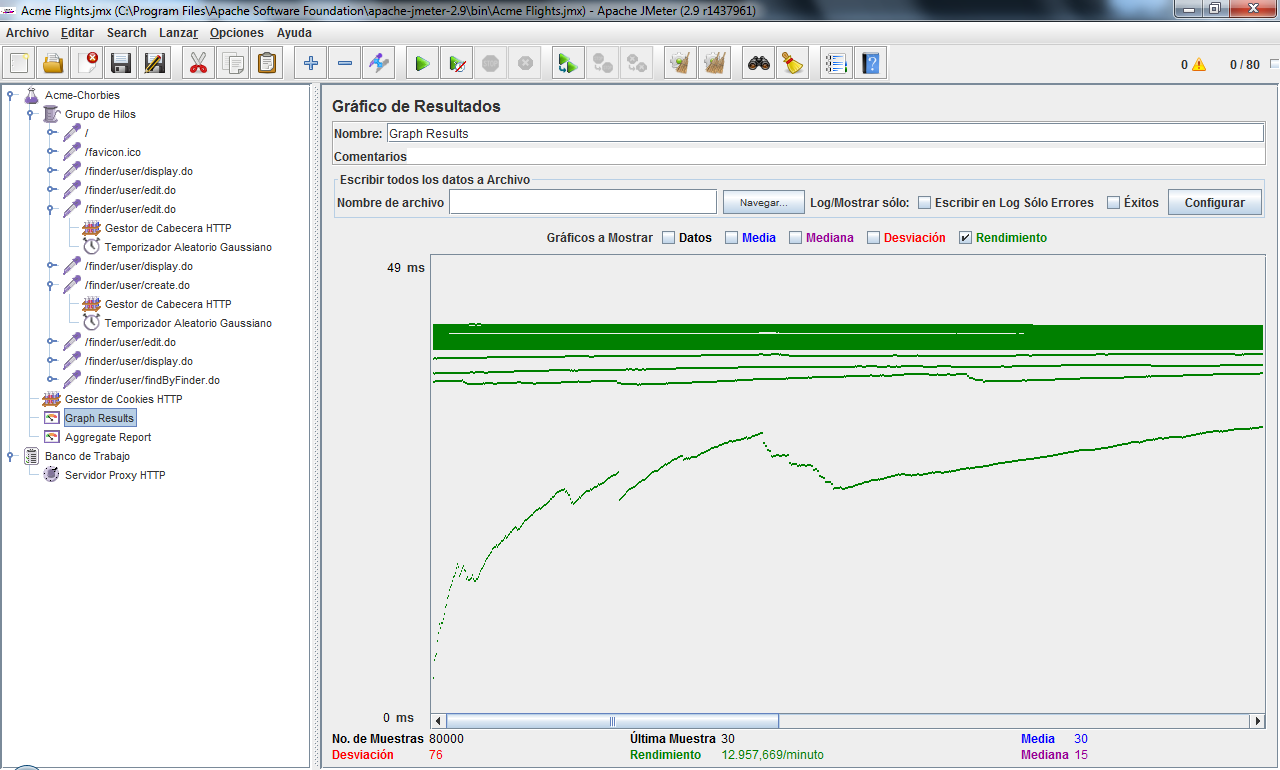 Acme Flights.jmx (C:\Program Files\Apache Software Foundation\apache-jmeter-2.9\bin\Acme Flights.jmx) - Apache JMeter (2.9 r1437961)
Archivo Editar Search Lanzar Opciones Ayuda
0 0 / 80
Acme-Chorbies
Grupo de Hilos
/
/favicon.ico
/finder/user/display.do
/finder/user/edit.do
/finder/user/edit.do
Gestor de Cabecera HTTP
Temporizador Aleatorio Gaussiano
/finder/user/display.do
/finder/user/create.do
Gestor de Cabecera HTTP
Temporizador Aleatorio Gaussiano
/finder/user/edit.do
/finder/user/display.do
/finder/user/findByFinder.do
Gestor de Cookies HTTP
Graph Results
Aggregate Report
Banco de Trabajo
Servidor Proxy HTTP
Gráfico de Resultados
Nombre: Graph Results
Comentarios
Escribir todos los datos a Archivo
Nombre de archivo Navegar... Log/Mostrar sólo: Escribir en Log Sólo Errores Éxitos Configurar
Gráficos a Mostrar Datos Media Mediana Desviación Rendimiento
49 ms
0 ms
No. de Muestras 80000 Última Muestra 30 Media 30
Desviación 76 Rendimiento 12.957,669/minuto Mediana 15